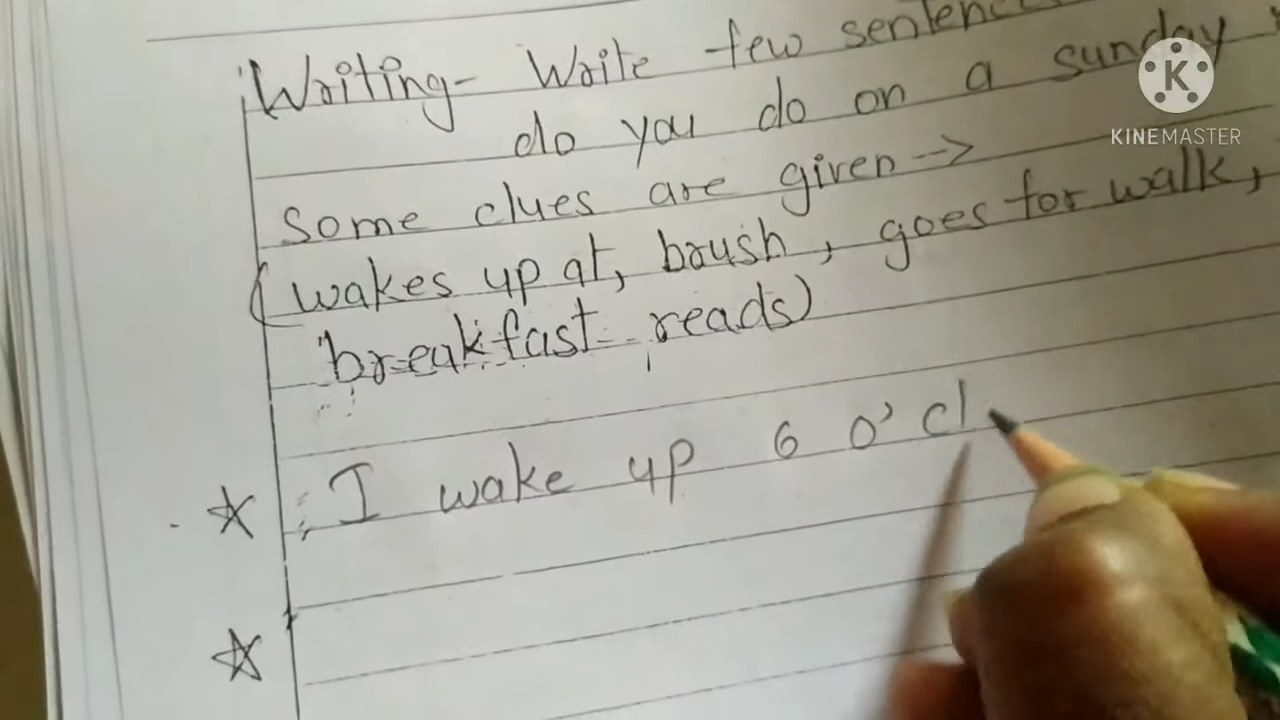 Writing- Write few
do you do on a sunday
Some clues are given →
(wakes up at, brush, goes for walk,
breakfast reads)
☆ I wake up 6 O' cl
☆
KINEMASTER